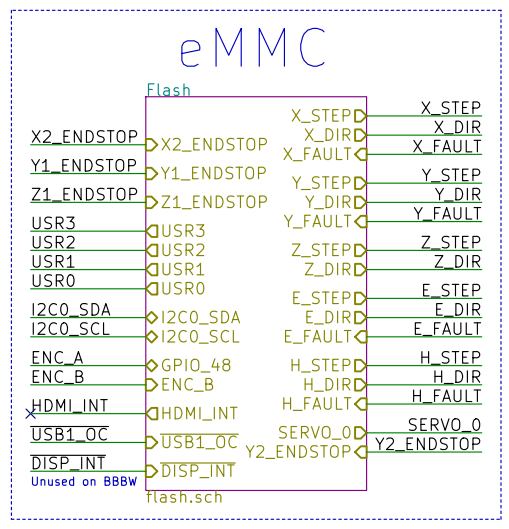 eMMC
Flash
X2_ENDSTOP X2_ENDSTOP
Y1_ENDSTOP Y1_ENDSTOP
Z1_ENDSTOP Z1_ENDSTOP
USR3 USR3
USR2 USR2
USR1 USR1
USR0 USR0
I2C0_SDA I2C0_SDA
I2C0_SCL I2C0_SCL
ENC_A GPIO_48
ENC_B ENC_B
HDMI_INT HDMI_INT
USB1_OC USB1_OC
DISP_INT DISP_INT
Unused on BBBW
X_STEP X_STEP
X_DIR X_DIR
X_FAULT X_FAULT
Y_STEP Y_STEP
Y_DIR Y_DIR
Y_FAULT Y_FAULT
Z_STEP Z_STEP
Z_DIR Z_DIR
E_STEP E_STEP
E_DIR E_DIR
E_FAULT E_FAULT
H_STEP H_STEP
H_DIR H_DIR
H_FAULT H_FAULT
SERVO_0 SERVO_0
Y2_ENDSTOP Y2_ENDSTOP
flash.sch